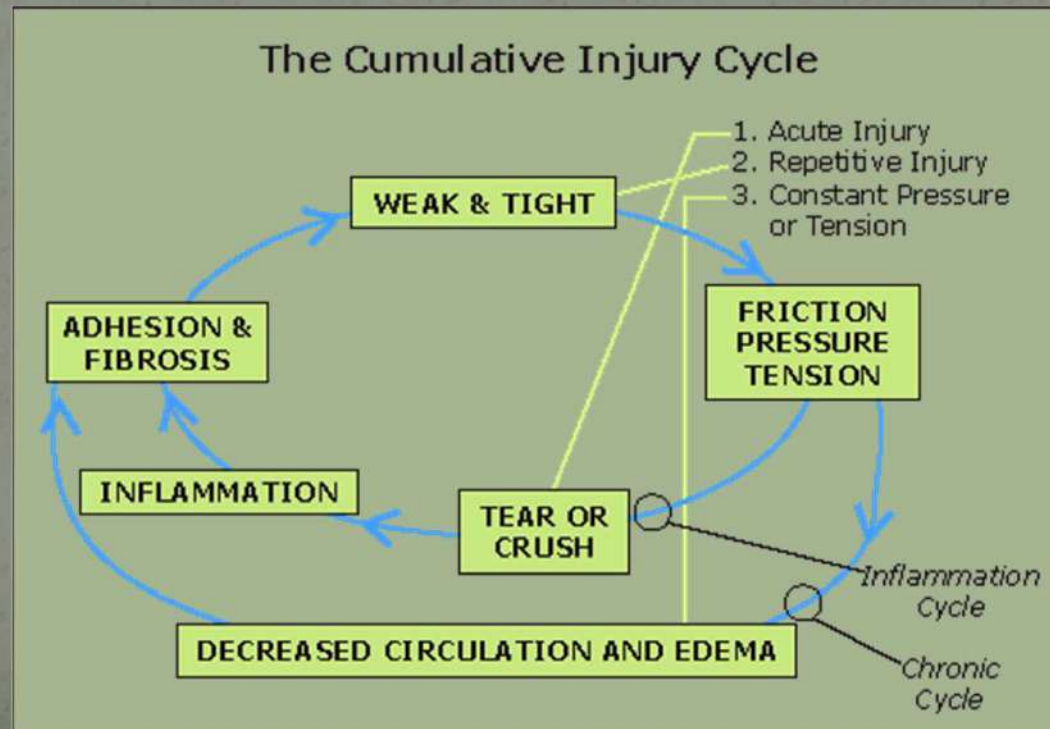 The Cumulative Injury Cycle
1. Acute Injury
2. Repetitive Injury
3. Constant Pressure
or Tension
WEAK & TIGHT
FRICTION
PRESSURE
TENSION
ADHESION &
FIBROSIS
INFLAMMATION
TEAR OR
CRUSH
Inflammation
Cycle
DECREASED CIRCULATION AND EDEMA
Chronic
Cycle